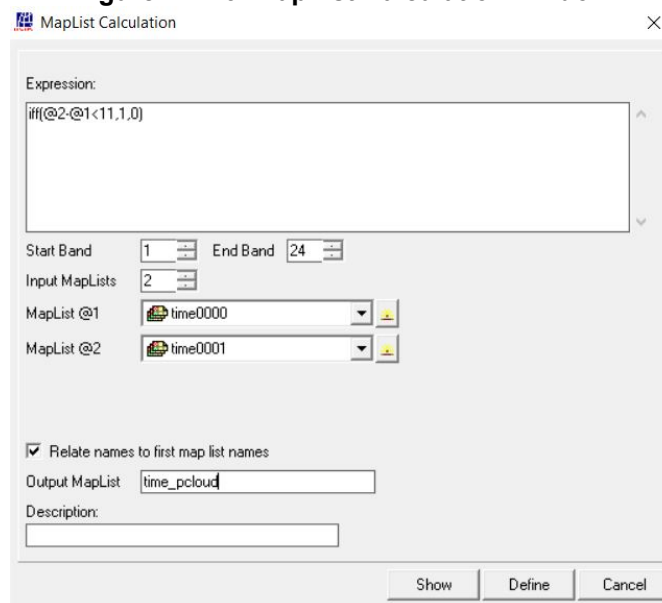 MapList Calculation
Expression:
iff(@2-@1<11,1,0)
Start Band 1 End Band 24
Input MapLists 2
MapList @1 time0000
MapList @2 time0001
Relate names to first map list names
Output MapList time_pcloud
Description:
Show Define Cancel